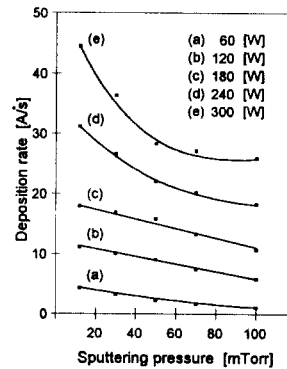 50
40
30
20
10
0
Deposition rate [A/s]
(e)
(d)
(c)
(b)
(a)
(a) 60 [W]
(b) 120 [W]
(c) 180 [W]
(d) 240 [W]
(e) 300 [W]
20 40 60 80 100
Sputtering pressure [mTorr]